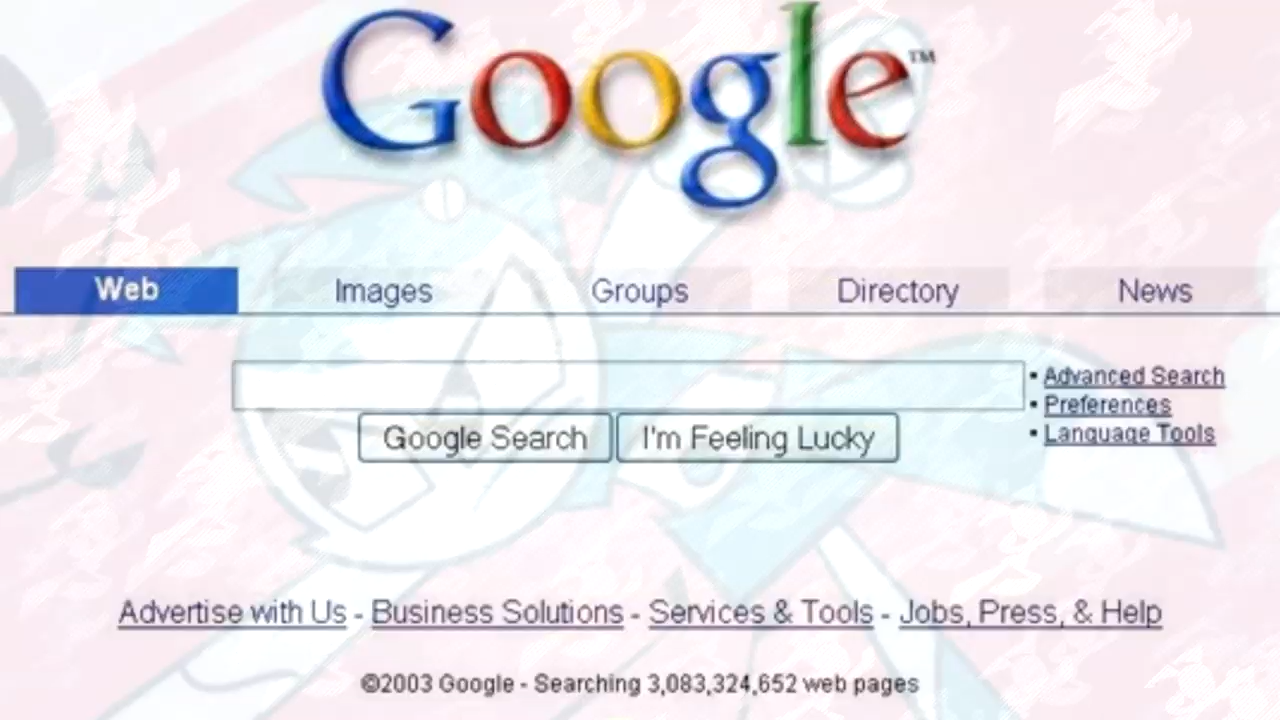 Google™
Web Images Groups Directory News
• Advanced Search
• Preferences
• Language Tools
Google Search I'm Feeling Lucky
Advertise with Us - Business Solutions - Services & Tools - Jobs, Press, & Help
©2003 Google - Searching 3,083,324,652 web pages